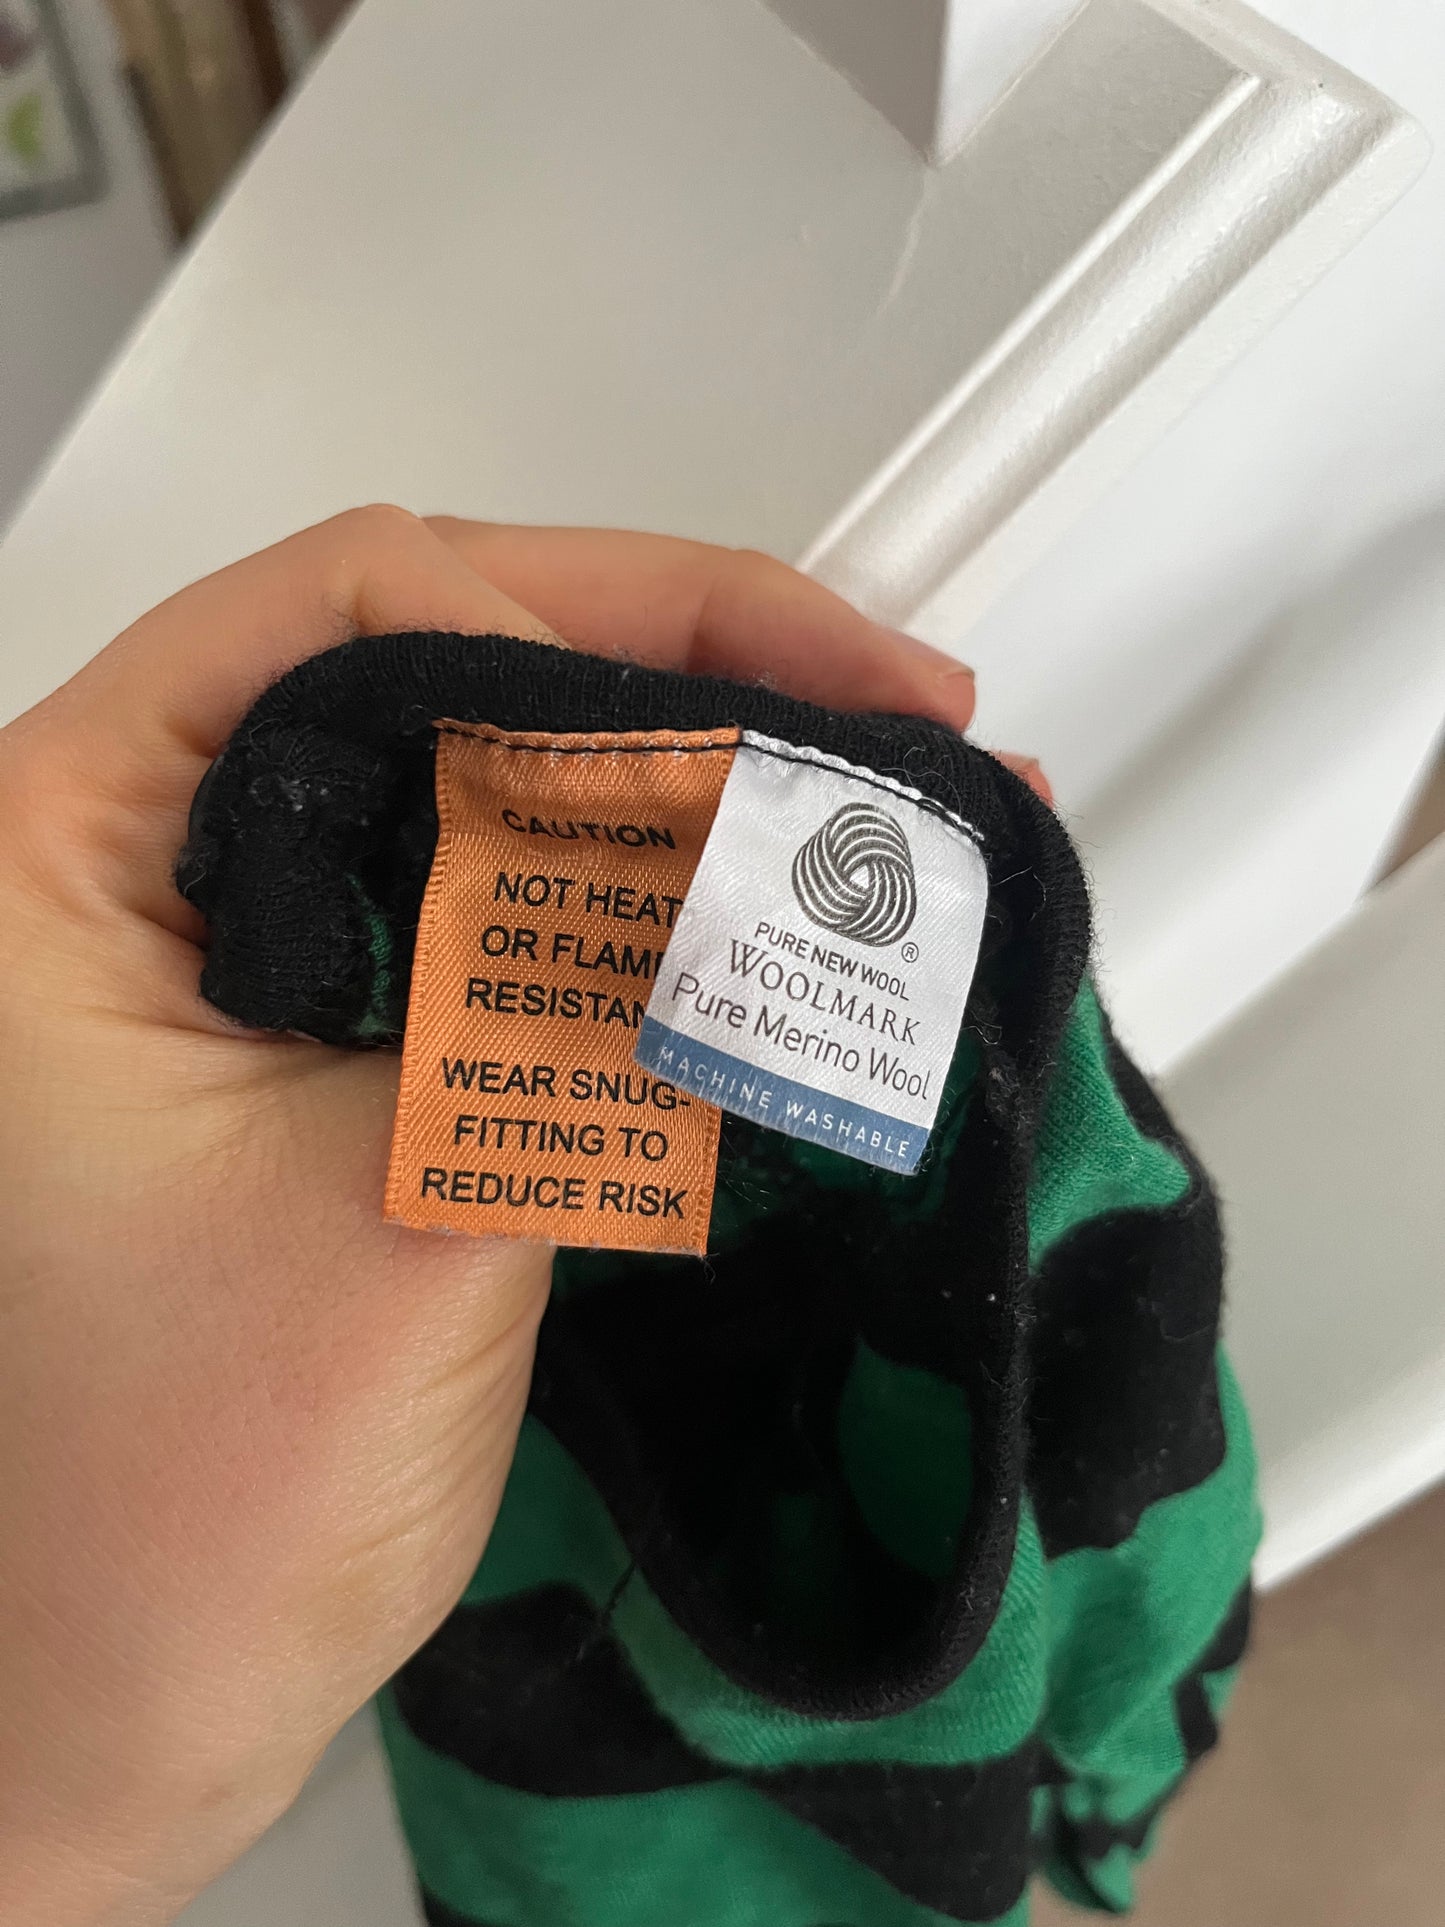 CAUTION
NOT HEAT
OR FLAM
RESISTAN
WEAR SNUG-
FITTING TO
REDUCE RISK
®
PURE NEW WOOL
WOOLMARK
Pure Merino Wool
MACHINE WASHABLE